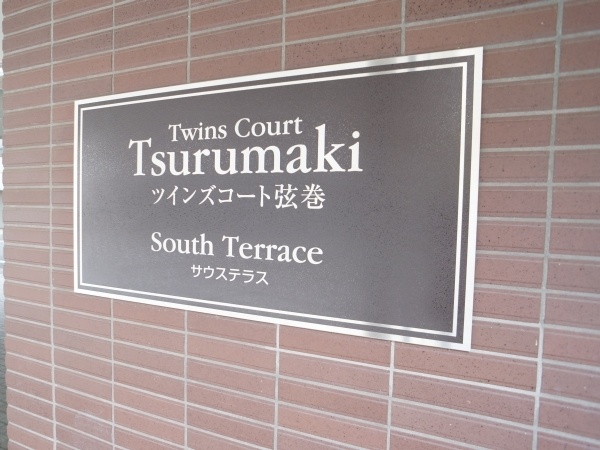 Twins Court
Tsurumaki
ツインズコート弦巻
South Terrace
サウステラス